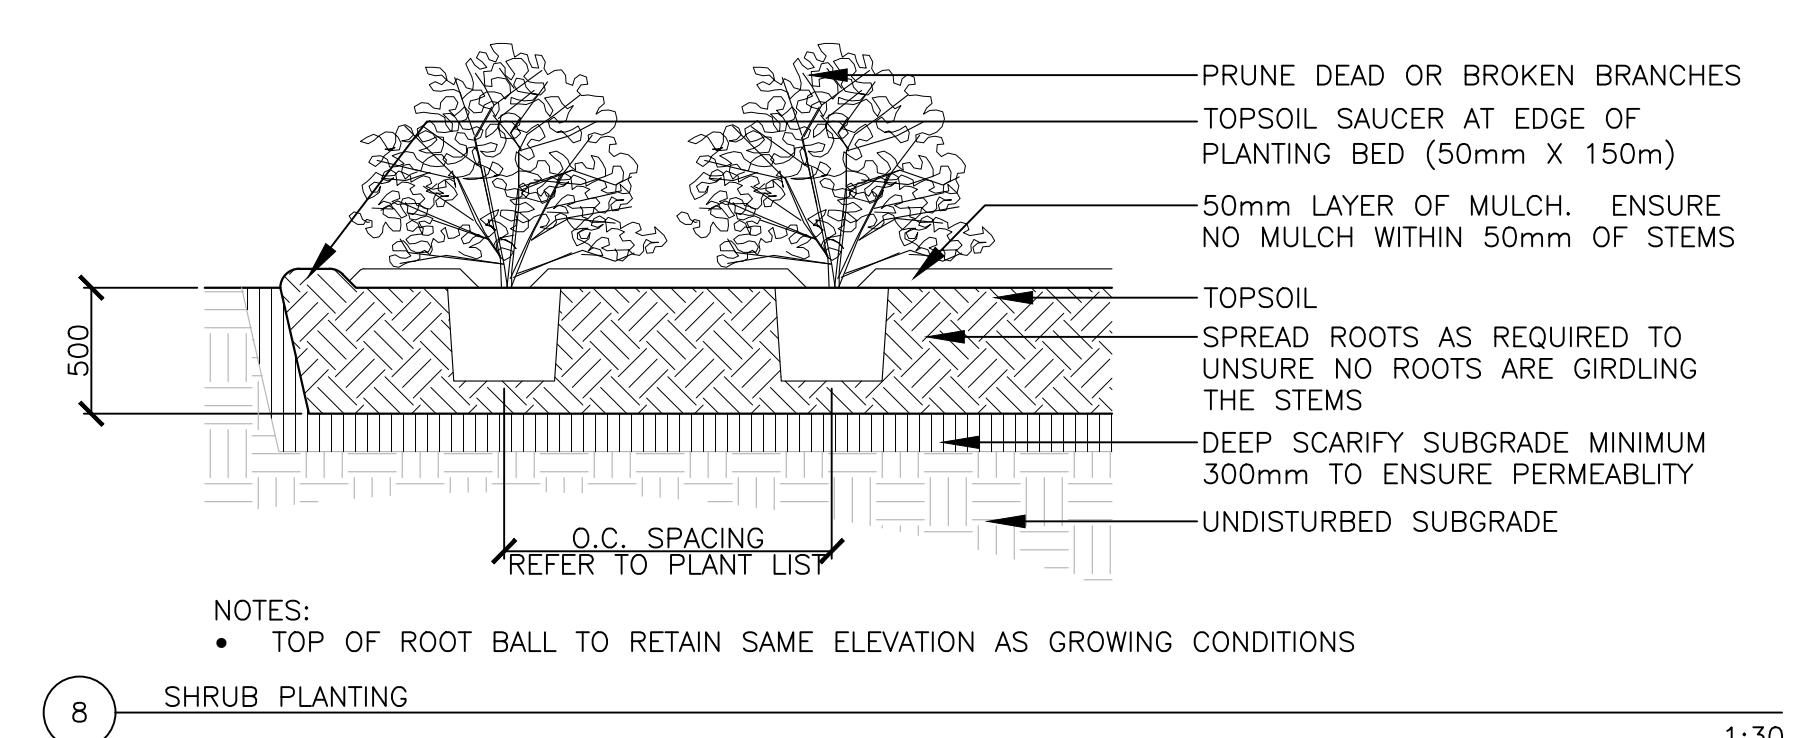 PRUNE DEAD OR BROKEN BRANCHES
TOPSOIL SAUCER AT EDGE OF
PLANTING BED (50mm X 150m)
50mm LAYER OF MULCH. ENSURE
NO MULCH WITHIN 50mm OF STEMS
TOPSOIL
SPREAD ROOTS AS REQUIRED TO
UNSURE NO ROOTS ARE GIRDLING
THE STEMS
DEEP SCARIFY SUBGRADE MINIMUM
300mm TO ENSURE PERMEABLITY
UNDISTURBED SUBGRADE
500
O.C. SPACING
REFER TO PLANT LIST
NOTES:
• TOP OF ROOT BALL TO RETAIN SAME ELEVATION AS GROWING CONDITIONS
8
SHRUB PLANTING
1:30